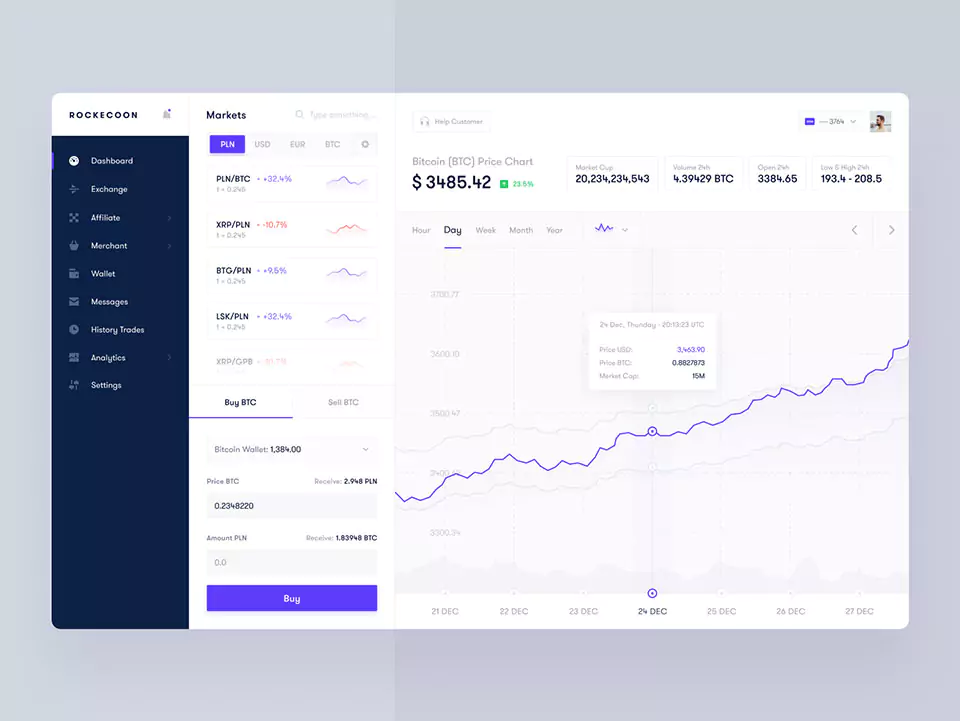 ROCKECOON
Dashboard
Exchange
Affiliate
Merchant
Wallet
Messages
History Trades
Analytics
Settings
Markets
Type something...
PLN USD EUR BTC
PLN/BTC • +32.4%
1 = 0.245
XRP/PLN • -10.7%
1 = 0.245
BTG/PLN • +9.5%
1 = 0.245
LSK/PLN • +32.4%
1 = 0.245
XRP/GPB • -10.7%
Buy BTC Sell BTC
Bitcoin Wallet: 1,384.00
Price BTC Receive: 2.948 PLN
0.2348220
Amount PLN Receive: 1.83948 BTC
0.0
Buy
Help Customer
3764
Bitcoin (BTC) Price Chart
$ 3485.42 23.5%
Market Cup
20,234,234,543
Volume 24h
4.39429 BTC
Open 24h
3384.65
Low & High 24h
193.4 - 208.5
Hour Day Week Month Year
3700.77
3600.10
3500.47
3300.34
24 Dec, Thunday - 20:13:23 UTC
Price USD: 3,463.90
Price BTC: 0.8827873
Market Cap: 15M
21 DEC 22 DEC 23 DEC 24 DEC 25 DEC 26 DEC 27 DEC